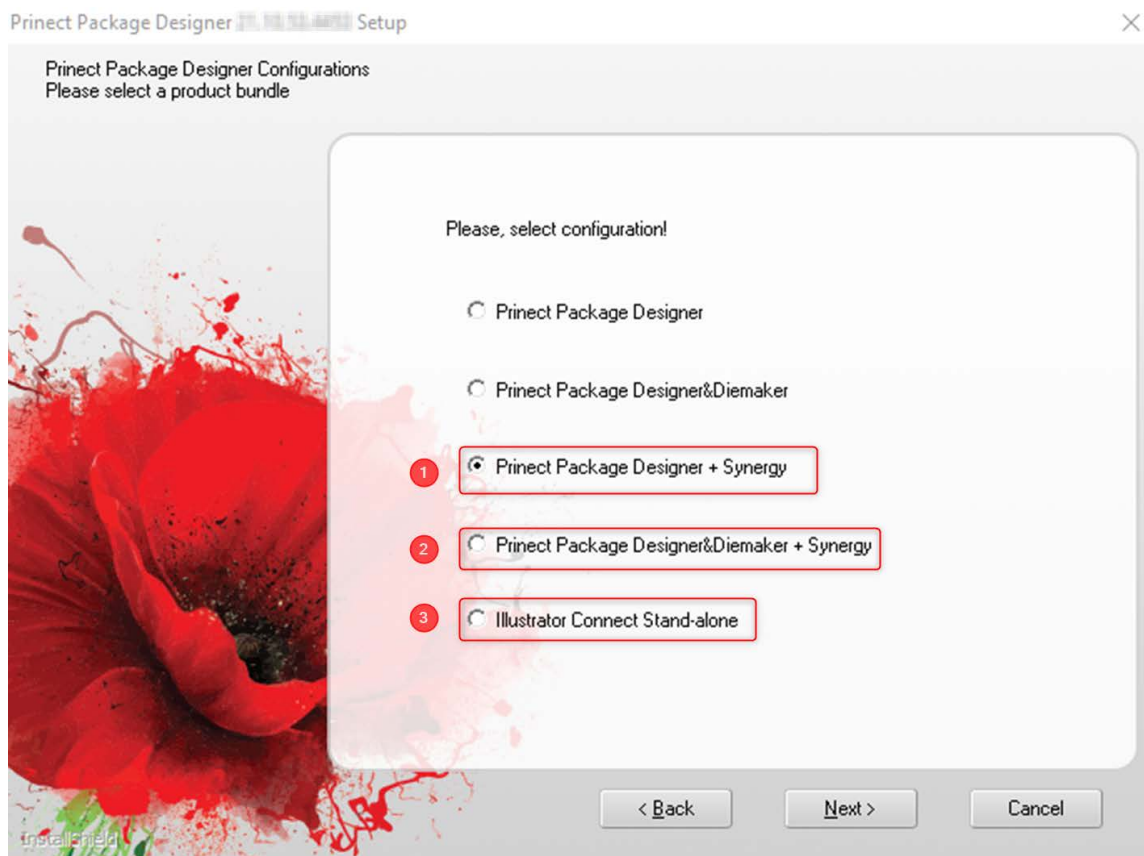 Prinect Package Designer Setup
Prinect Package Designer Configurations
Please select a product bundle
Please, select configuration!
Prinect Package Designer
Prinect Package Designer&Diemaker
1 Prinect Package Designer + Synergy
2 Prinect Package Designer&Diemaker + Synergy
3 Illustrator Connect Stand-alone
< Back Next > Cancel
InstallShield